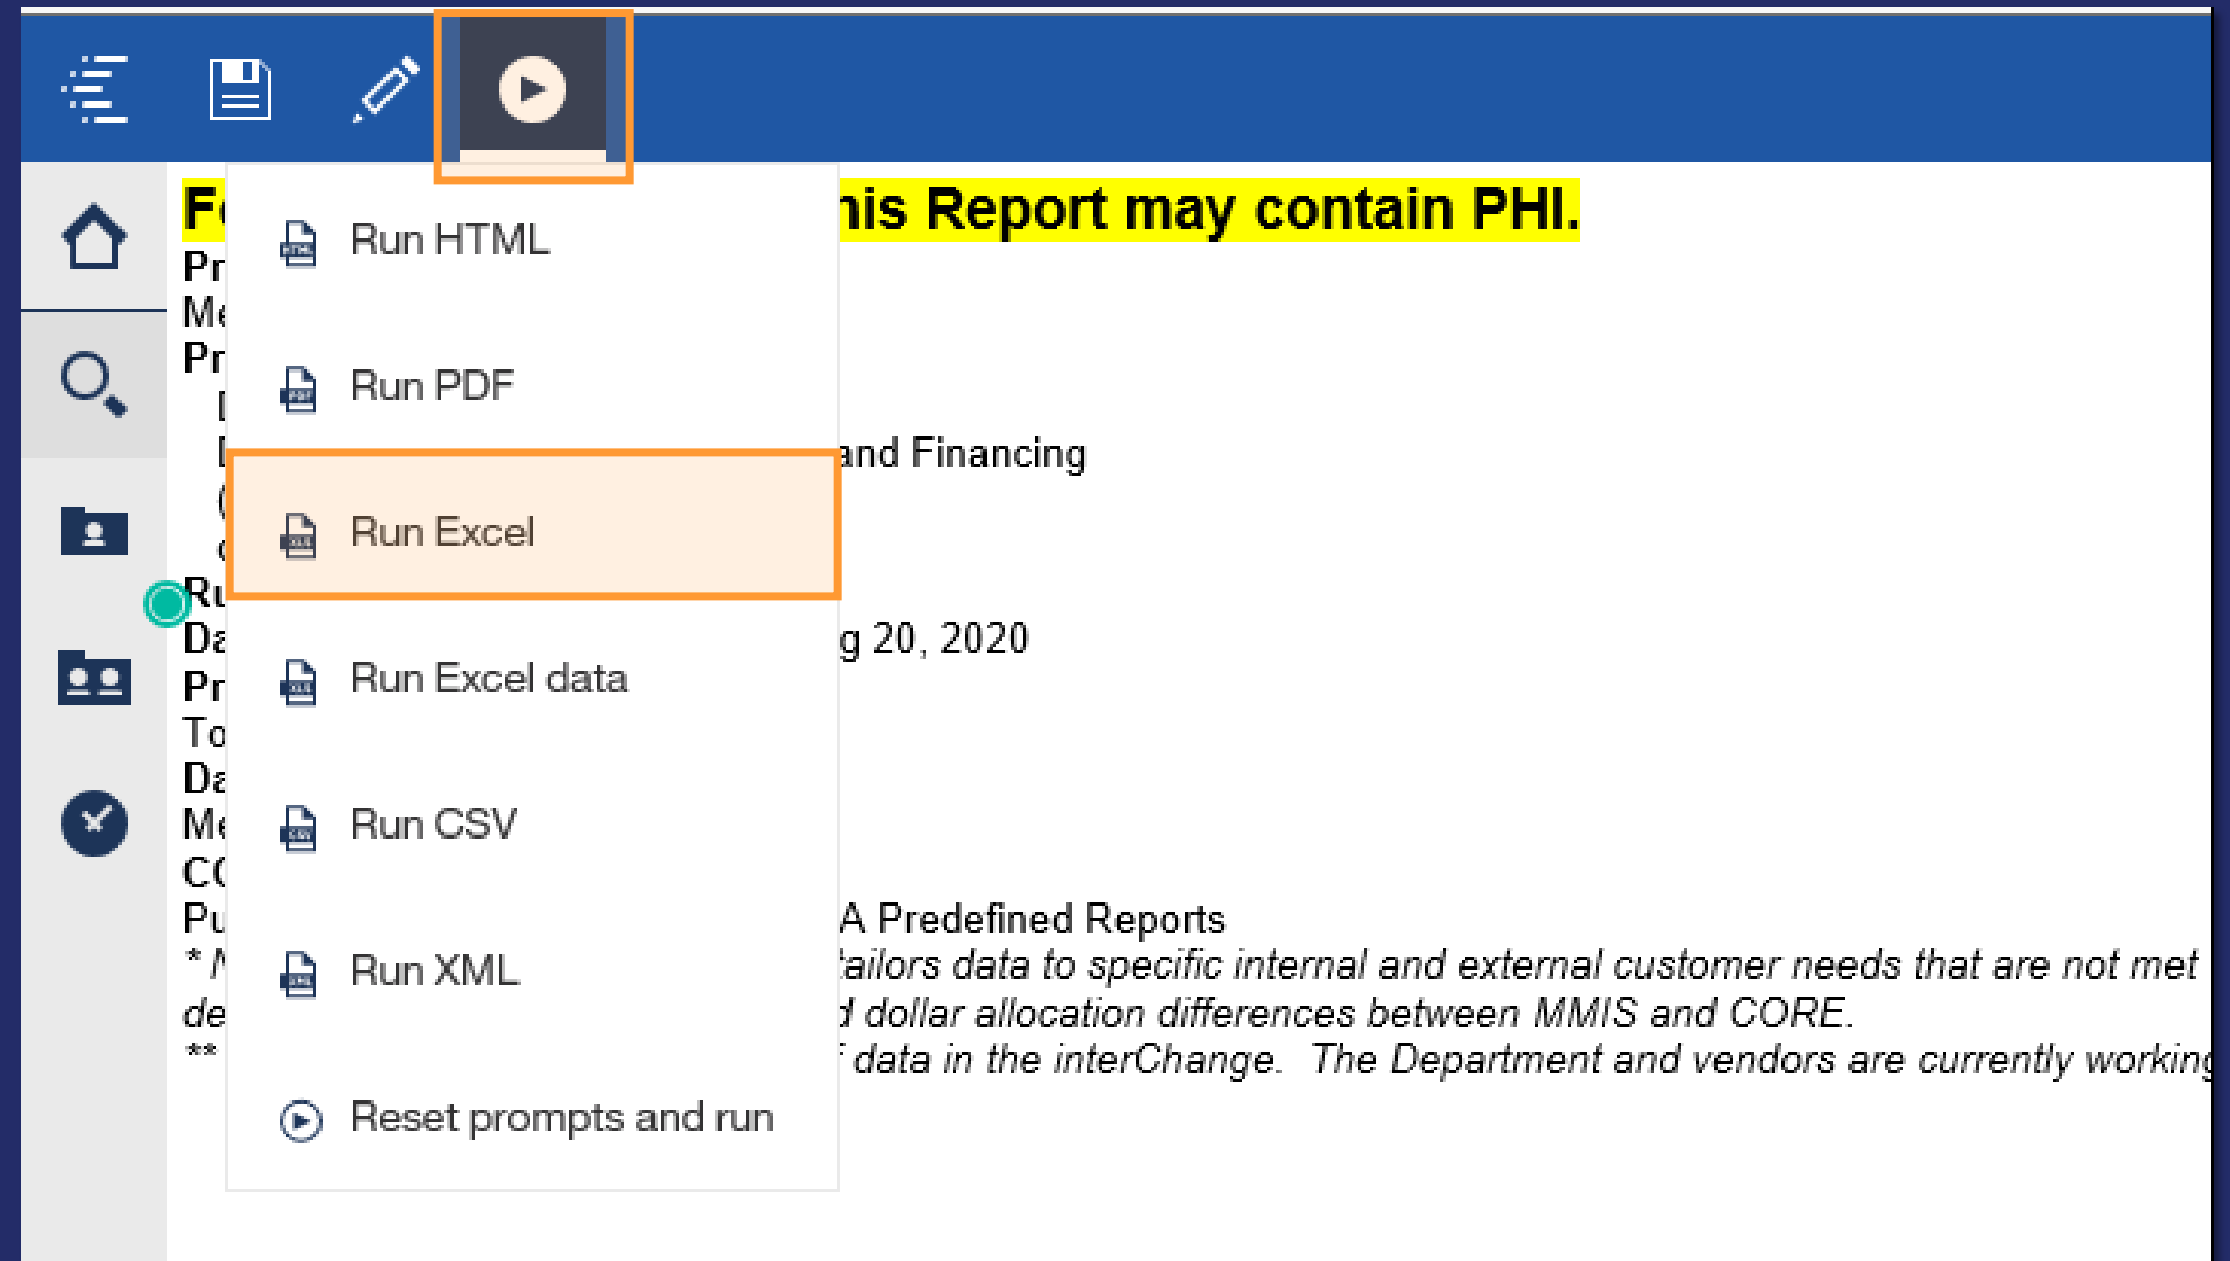 his Report may contain PHI.
Run HTML
Run PDF
and Financing
Run Excel
g 20, 2020
Run Excel data
Run CSV
A Predefined Reports
Run XML
tailors data to specific internal and external customer needs that are not met
dollar allocation differences between MMIS and CORE.
** data in the interChange. The Department and vendors are currently working
Reset prompts and run